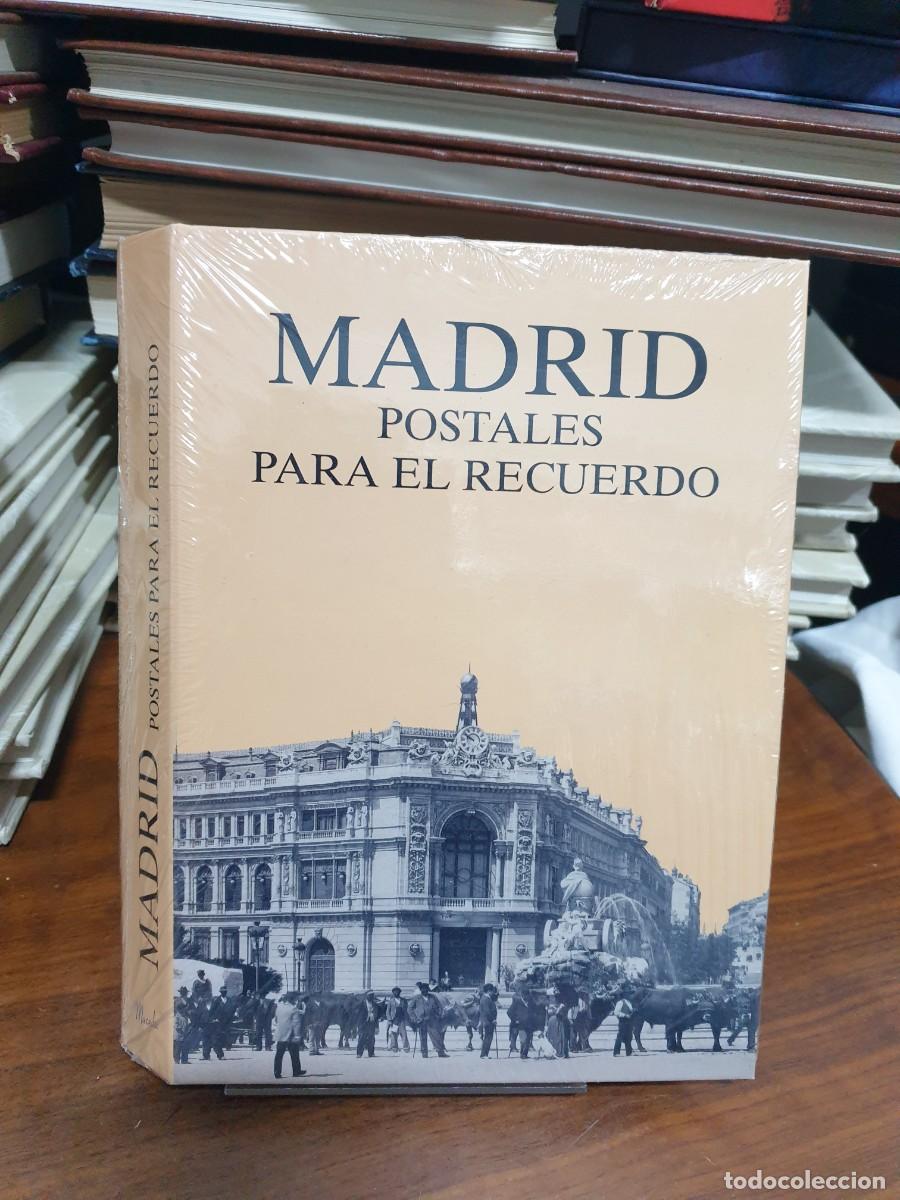 MADRID
POSTALES
PARA EL RECUERDO
MADRID POSTALES PARA EL RECUERDO
todocoleccion